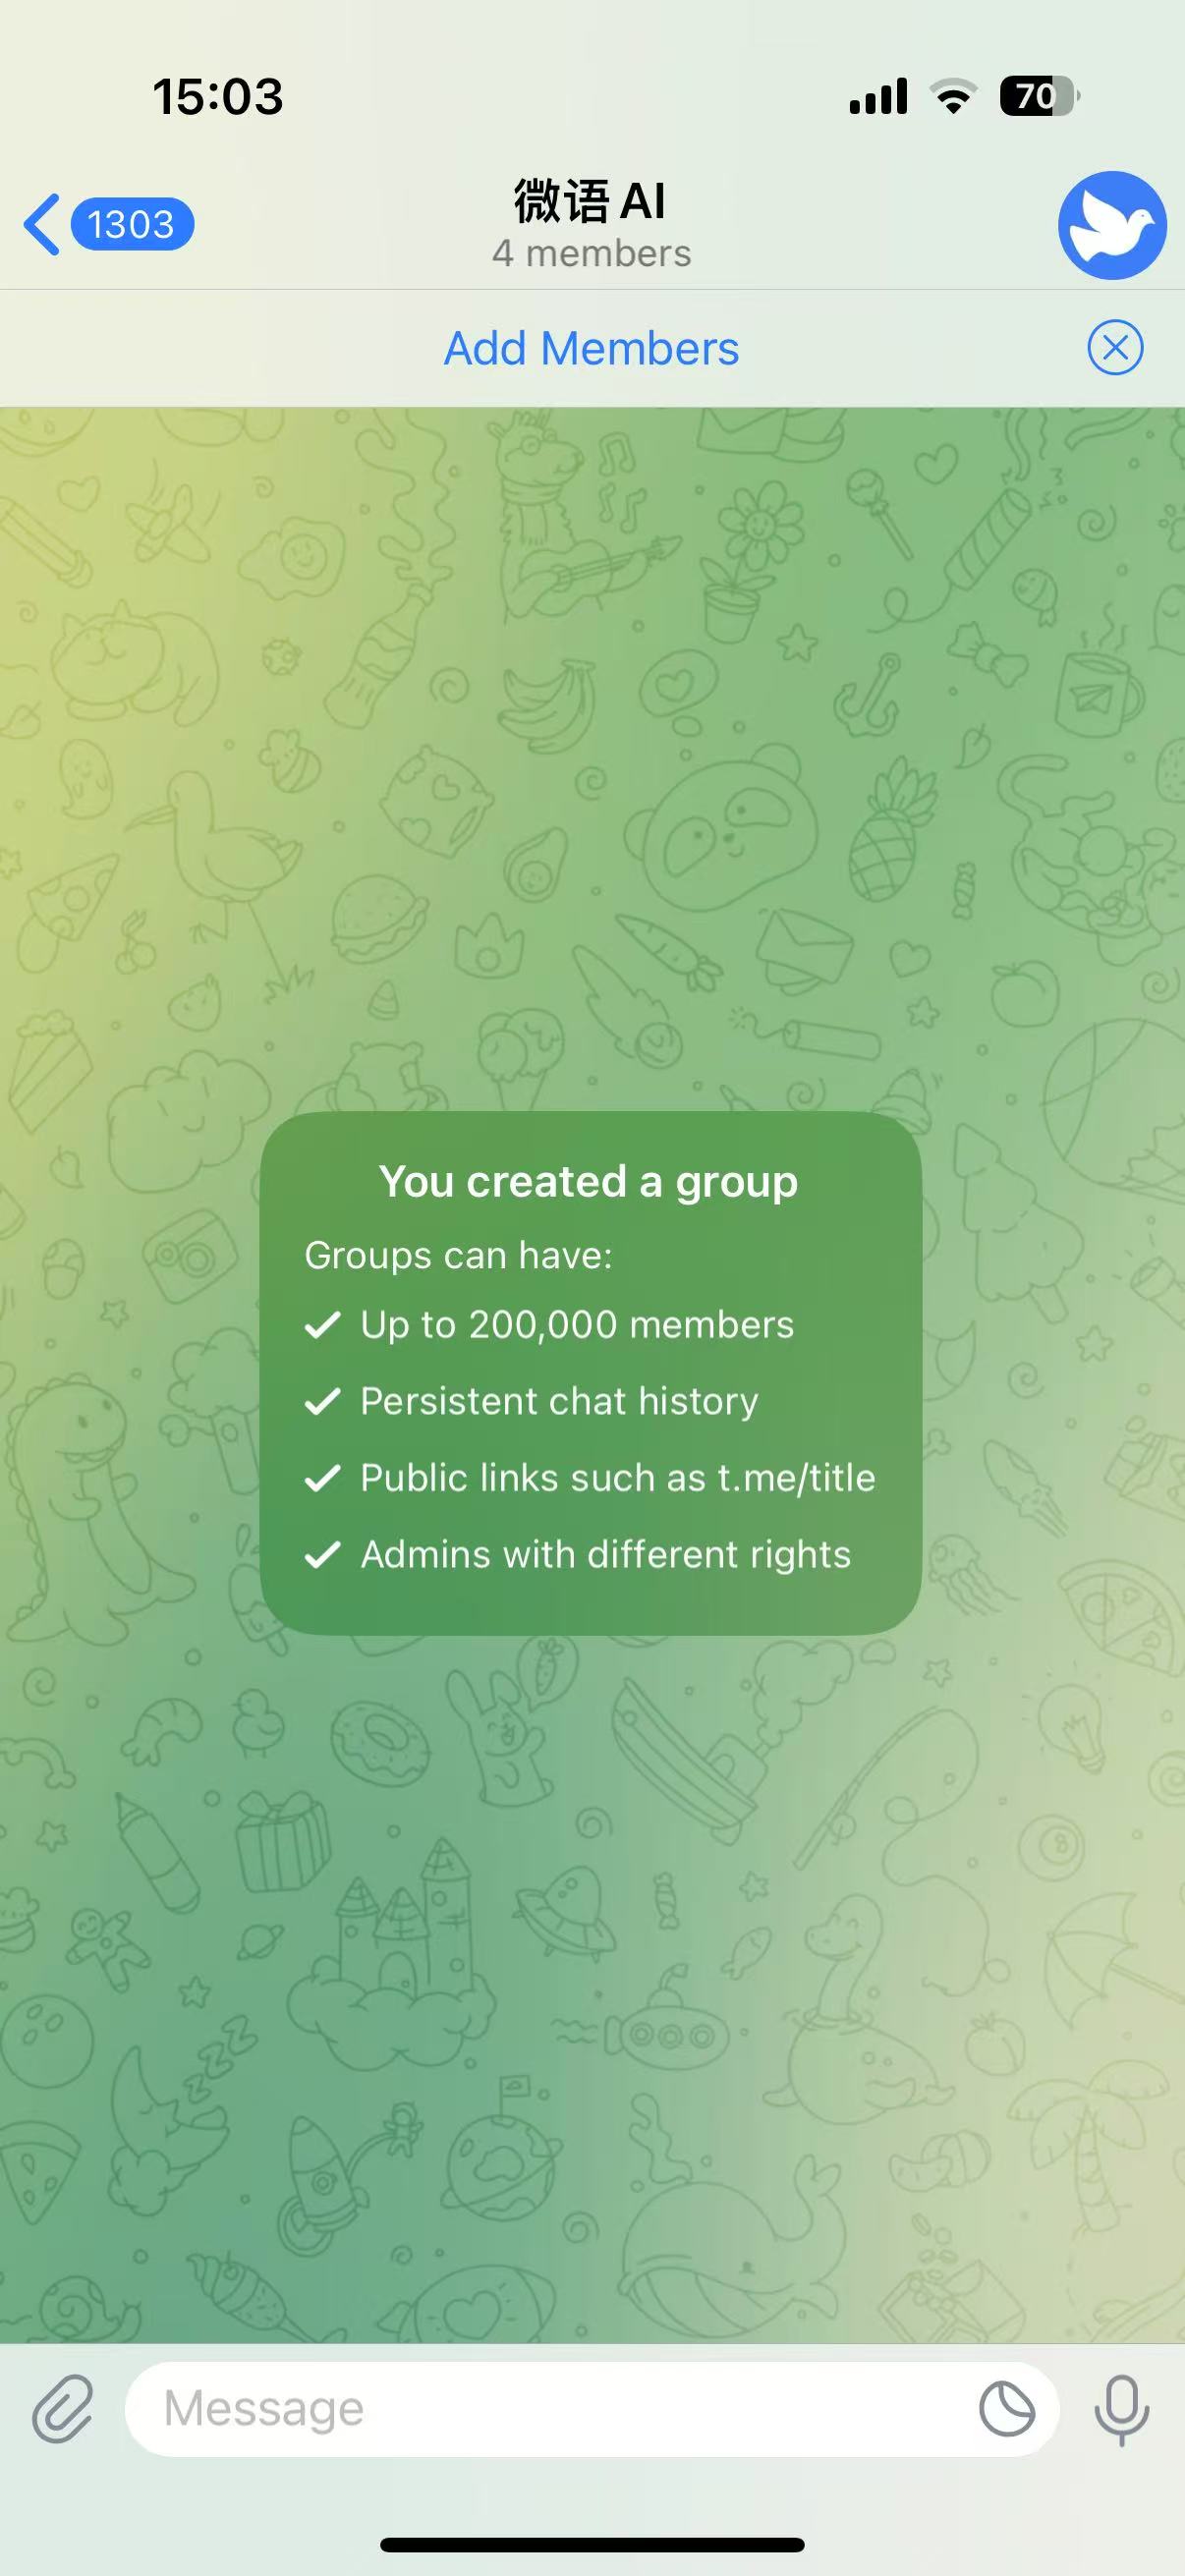 15:03
70
1303
微语 AI
4 members
Add Members
You created a group
Groups can have:
Up to 200,000 members
Persistent chat history
Public links such as t.me/title
Admins with different rights
Message